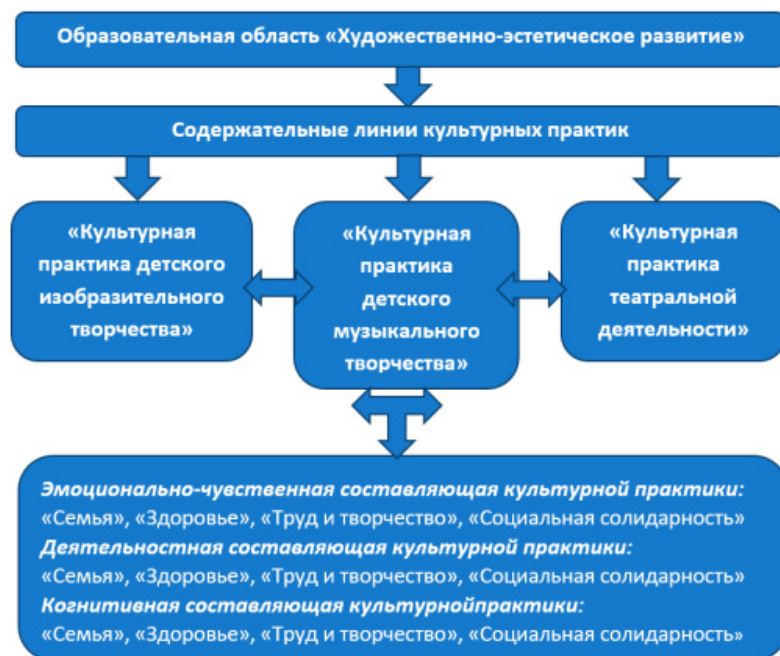 Образовательная область «Художественно-эстетическое развитие»
Содержательные линии культурных практик
«Культурная
практика детского
изобразительного
творчества»
«Культурная
практика
детского
музыкального
творчества»
«Культурная
практика
театральной
деятельности»
Эмоционально-чувственная составляющая культурной практики:
«Семья», «Здоровье», «Труд и творчество», «Социальная солидарность»
Деятельностная составляющая культурной практики:
«Семья», «Здоровье», «Труд и творчество», «Социальная солидарность»
Когнитивная составляющая культурнойпрактики:
«Семья», «Здоровье», «Труд и творчество», «Социальная солидарность»